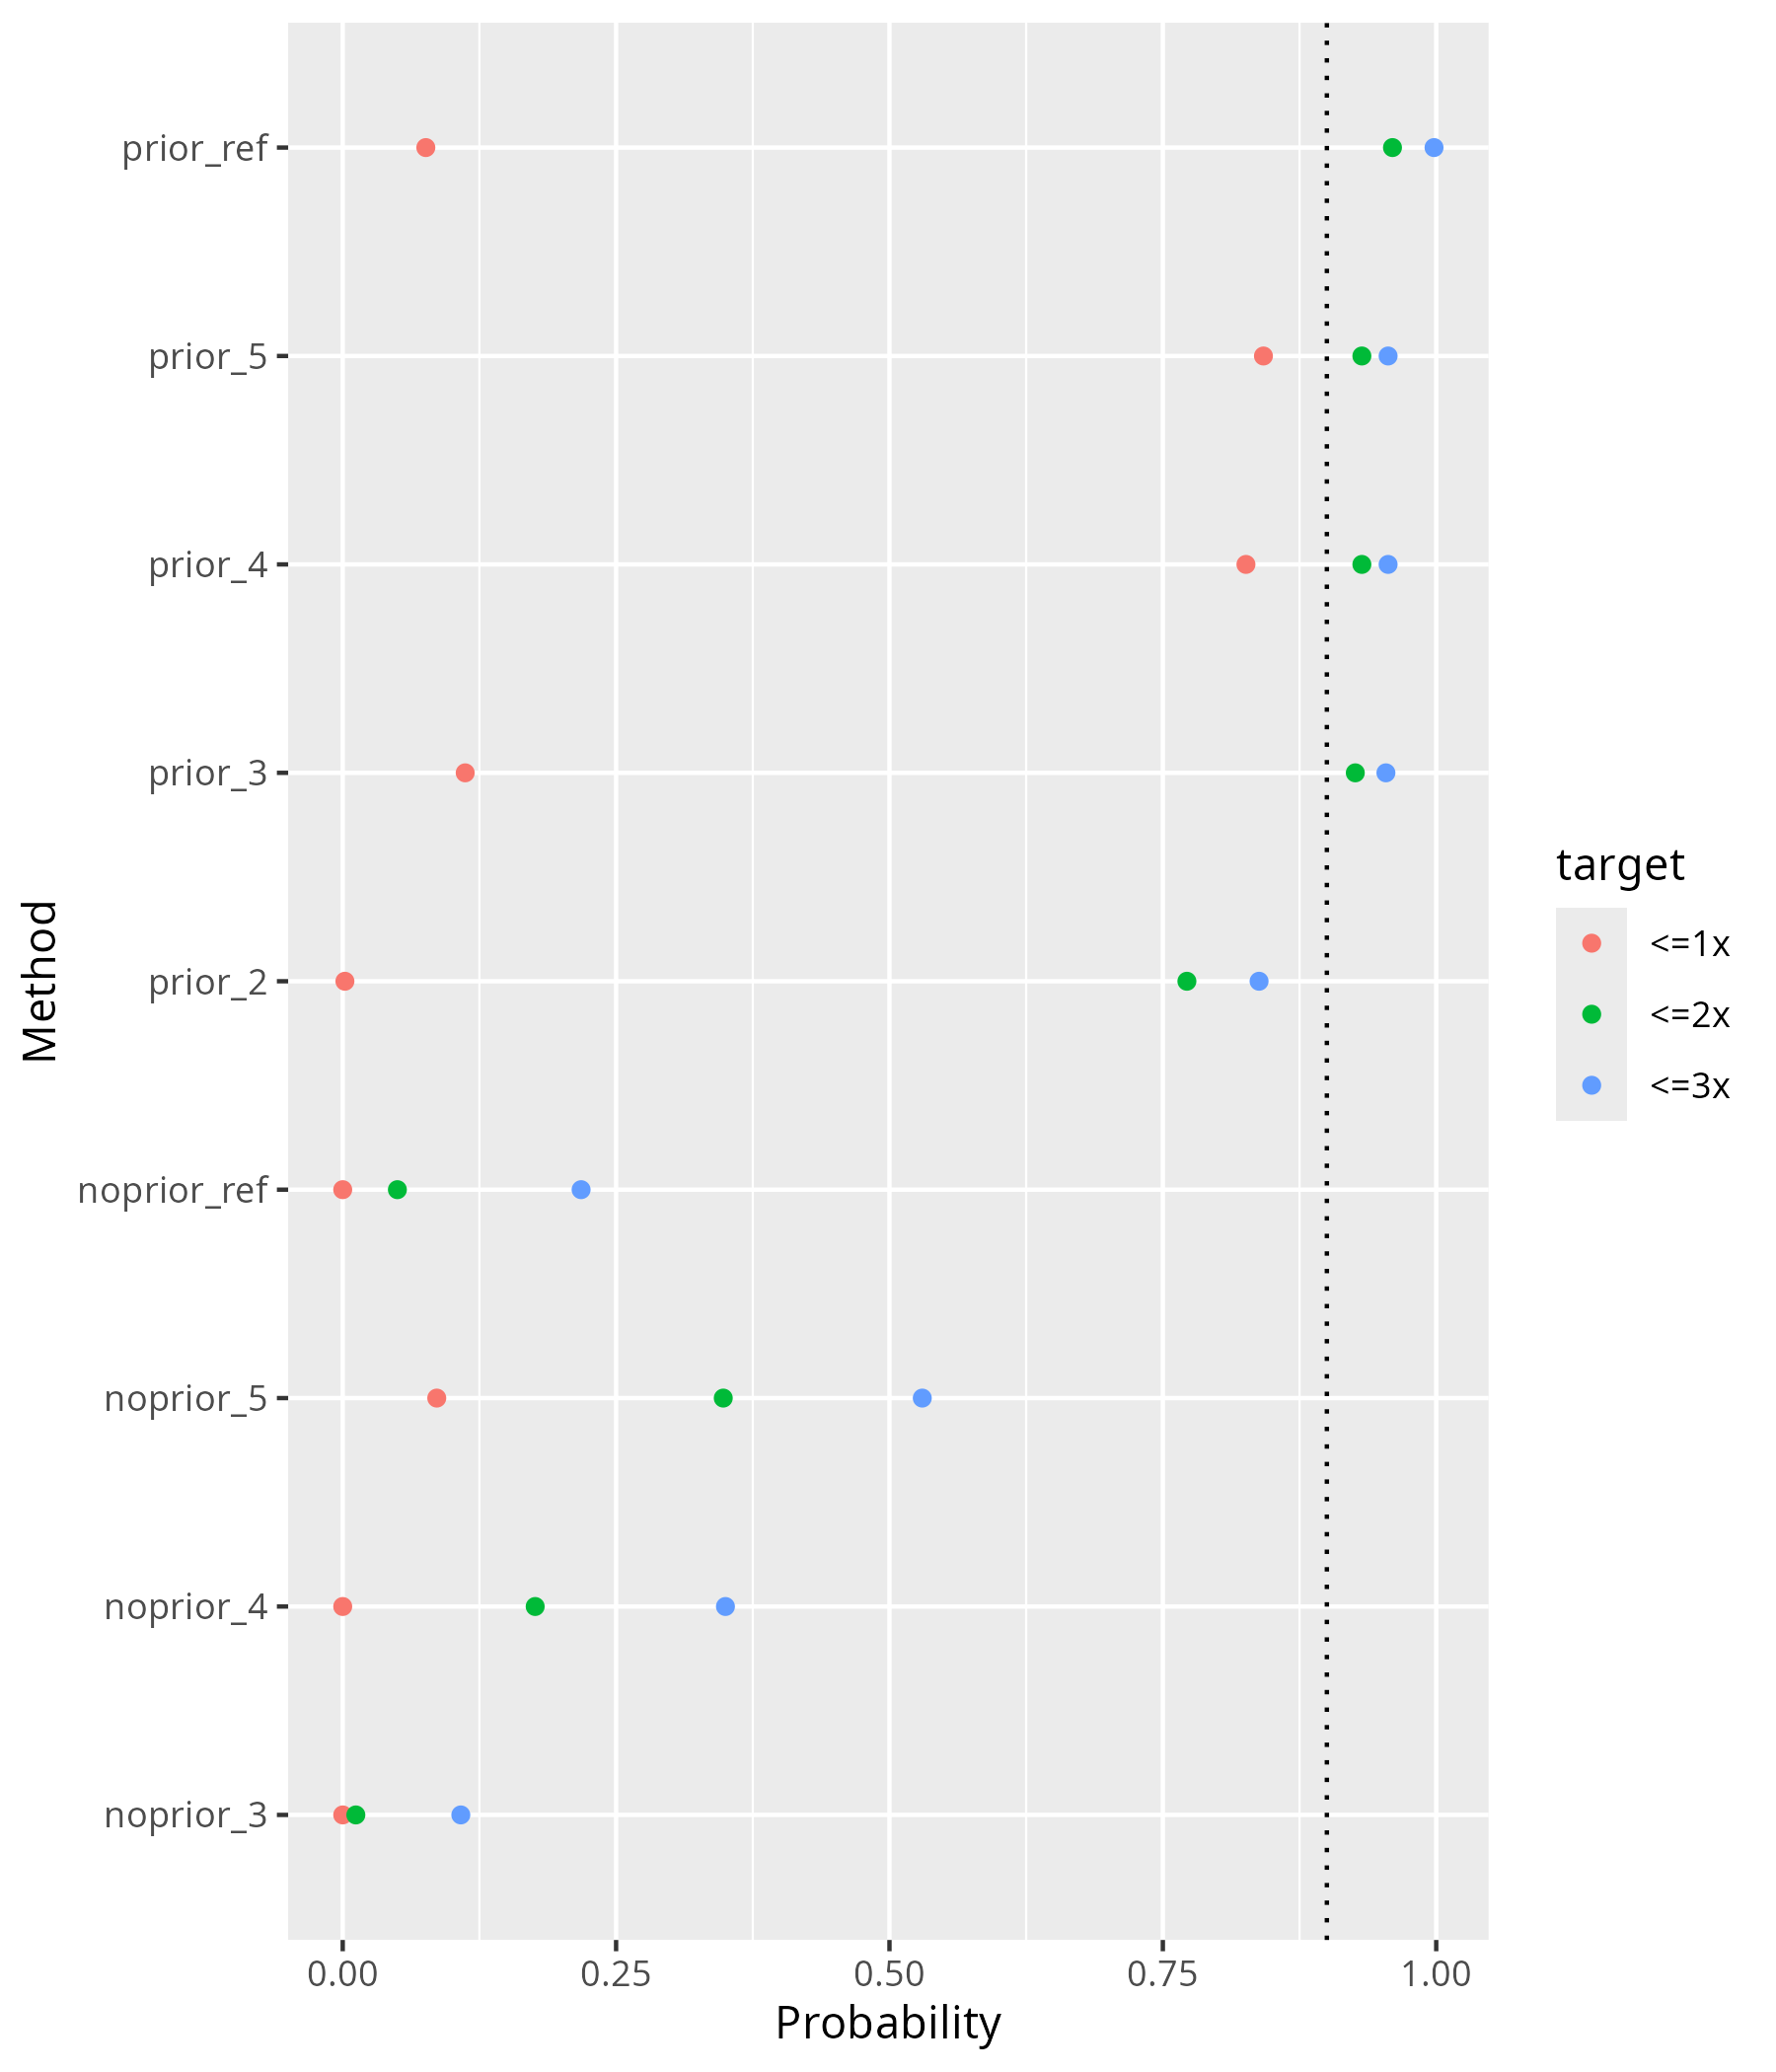 prior_ref
prior_5
prior_4
prior_3
prior_2
noprior_ref
noprior_5
noprior_4
noprior_3
Method
0.00 0.25 0.50 0.75 1.00
Probability
target
<=1x
<=2x
<=3x